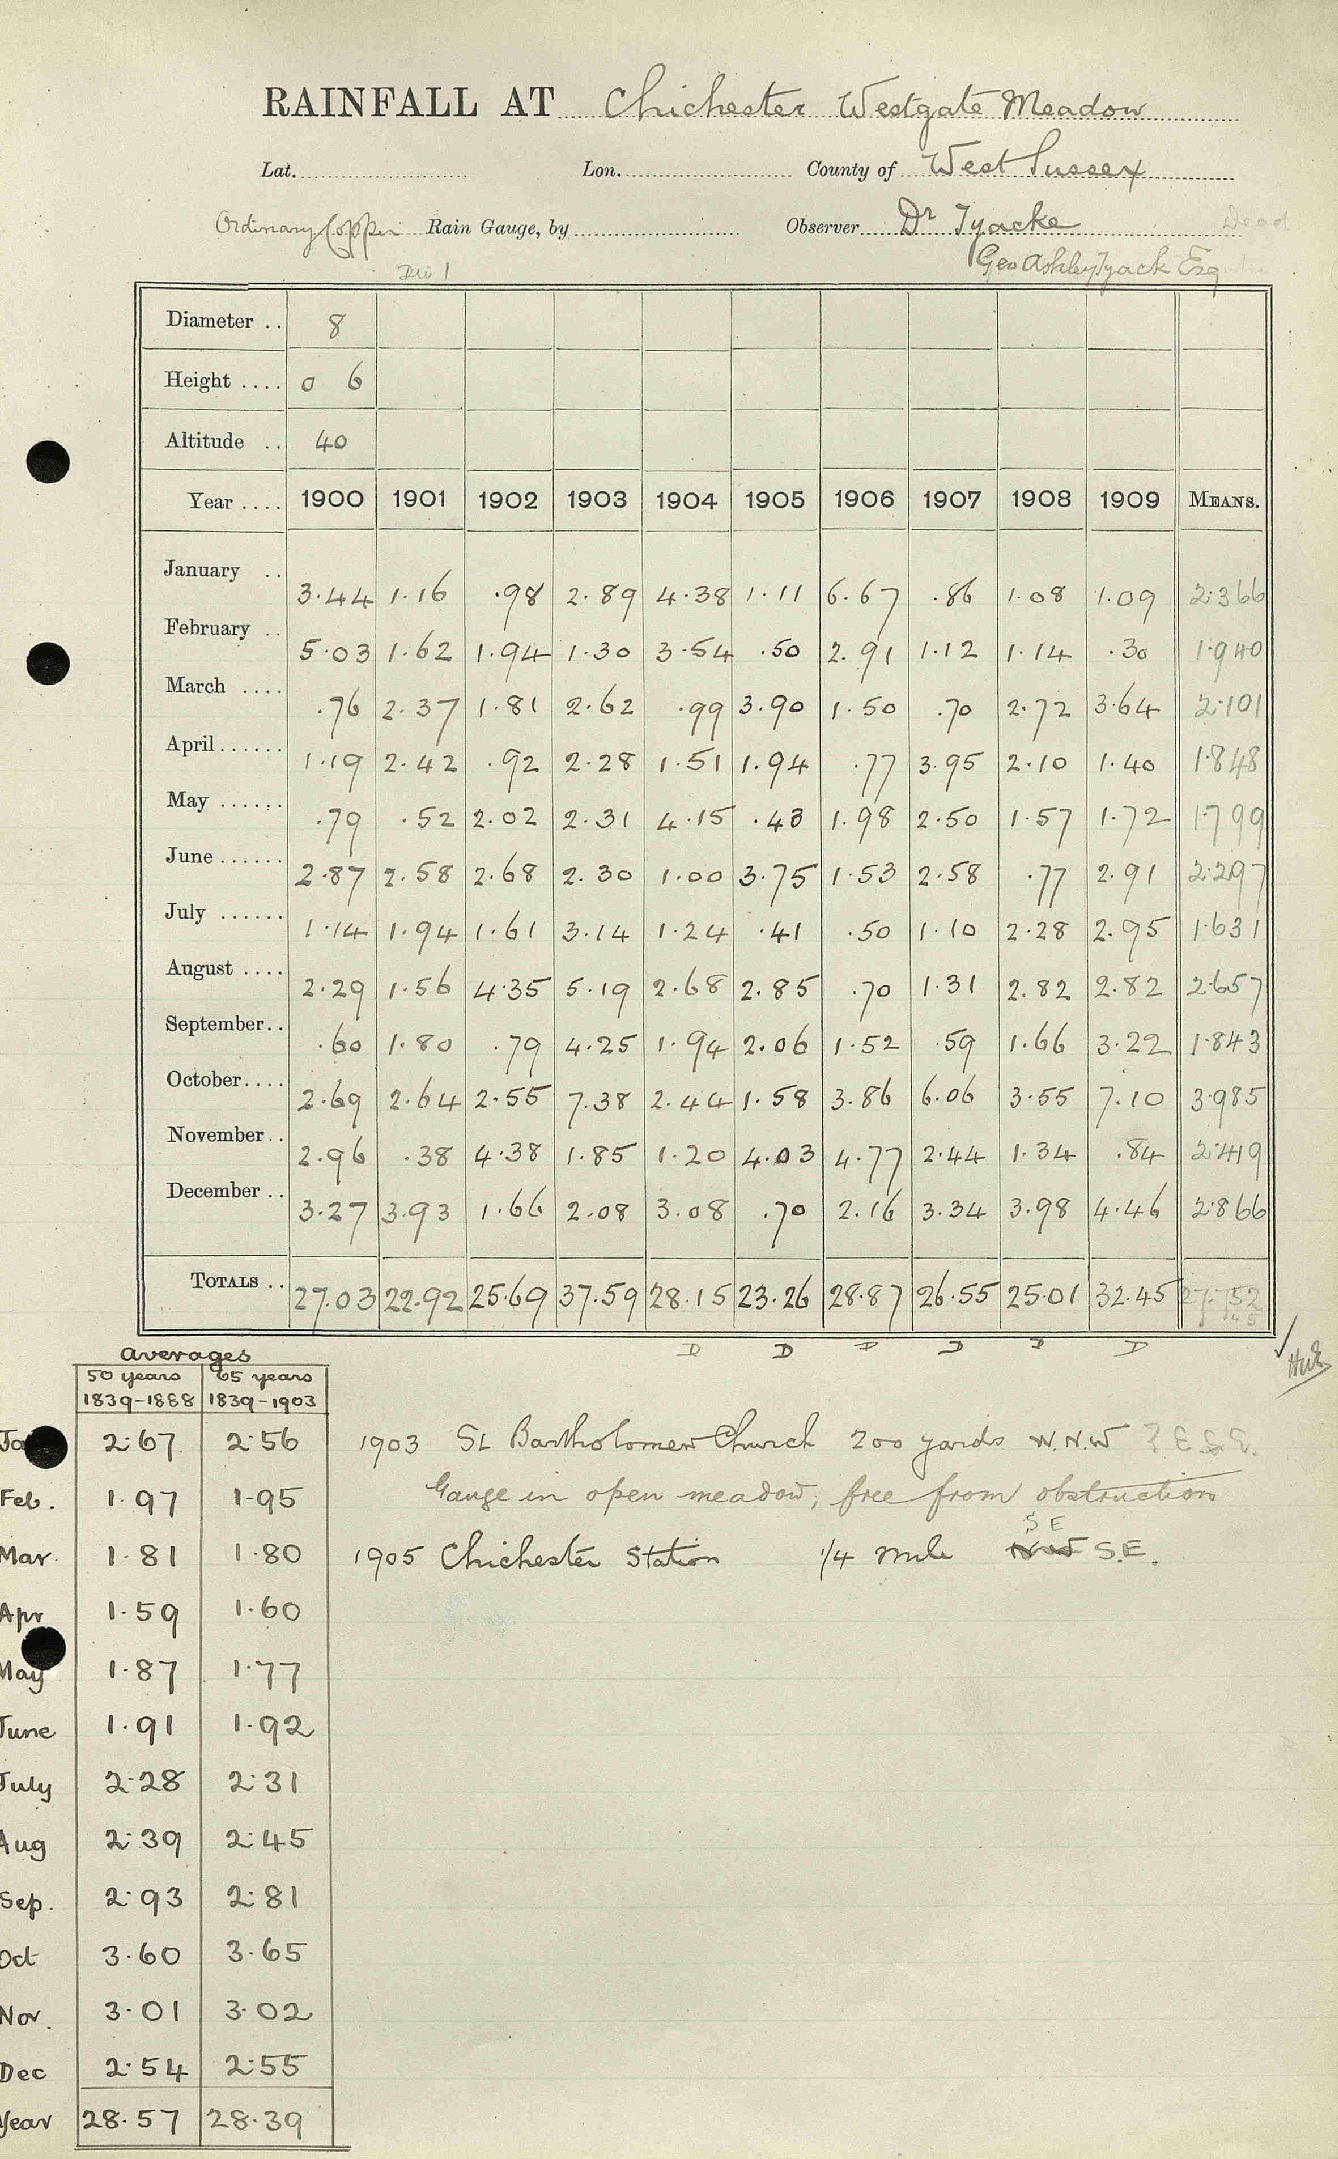 RAINFALL AT Chichester Westgate Meadow
Lat. Lon. County of West Sussex
Ordinary Copper Rain Gauge, by Observer Dr Tyacke Dead
Geo Ashley Tyack Esq
Diameter .. 8
Height .... 0 6
Altitude .. 40
Year .... 1900 1901 1902 1903 1904 1905 1906 1907 1908 1909 MEANS.
January .. 3.44 1.16 .98 2.89 4.38 1.11 6.67 .86 1.08 1.09 2.366
February .. 5.03 1.62 1.94 1.30 3.54 .50 2.91 1.12 1.14 .30 1.940
March .... .76 2.37 1.81 2.62 .99 3.90 1.50 .70 2.72 3.64 2.101
April ...... 1.19 2.42 .92 2.28 1.51 1.94 .77 3.95 2.10 1.40 1.848
May ...... .79 .52 2.02 2.31 4.15 .43 1.98 2.50 1.57 1.72 1.799
June ...... 2.87 2.58 2.68 2.30 1.00 3.75 1.53 2.58 .77 2.91 2.297
July ...... 1.14 1.94 1.61 3.14 1.24 .41 .50 1.10 2.28 2.95 1.631
August .... 2.29 1.56 4.35 5.19 2.68 2.85 .70 1.31 2.82 2.82 2.657
September .. .60 1.80 .79 4.25 1.94 2.06 1.52 .59 1.66 3.22 1.843
October .... 2.69 2.64 2.55 7.38 2.44 1.58 3.86 6.06 3.55 7.10 3.985
November .. 2.96 .38 4.38 1.85 1.20 4.03 4.77 2.44 1.34 .84 2.419
December .. 3.27 3.93 1.66 2.08 3.08 .70 2.16 3.34 3.98 4.46 2.866
TOTALS .. 27.03 22.92 25.69 37.59 28.15 23.26 28.87 26.55 25.01 32.45 27.752
D D D D D D
averages
50 years 65 years
1839-1888 1839-1903
2.67 2.56
Feb. 1.97 1.95
Mar. 1.81 1.80
Apr 1.59 1.60
May 1.87 1.77
June 1.91 1.92
July 2.28 2.31
Aug 2.39 2.45
Sep. 2.93 2.81
Oct 3.60 3.65
Nov. 3.01 3.02
Dec 2.54 2.55
Year 28.57 28.39
1903 St Bartholomew Church 200 yards W.N.W ? E.S.E.
Gauge in open meadow, free from obstruction
S E
1905 Chichester Station 1/4 mile S.E.